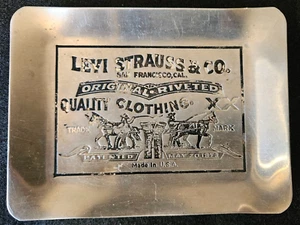 LEVI STRAUSS & CO.
SAN FRANCISCO, CAL.
ORIGINAL RIVETED
QUALITY CLOTHING XX
TRADE MARK
PATENTED MAY 20 1873
Made in U.S.A.